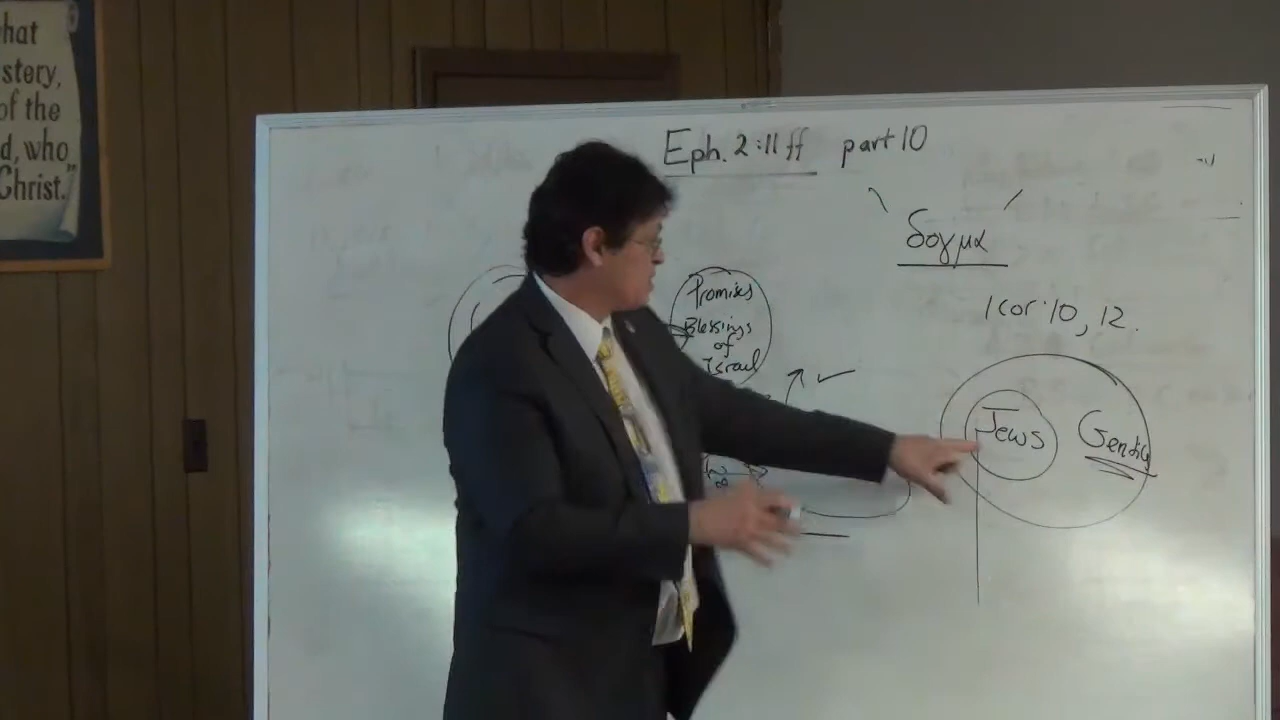 hat
stery,
of the
d, who
Christ."
Eph. 2:11 ff part 10
δογμα
1 Cor. 10, 12.
Promises
Blessings
of
Israel
Jews